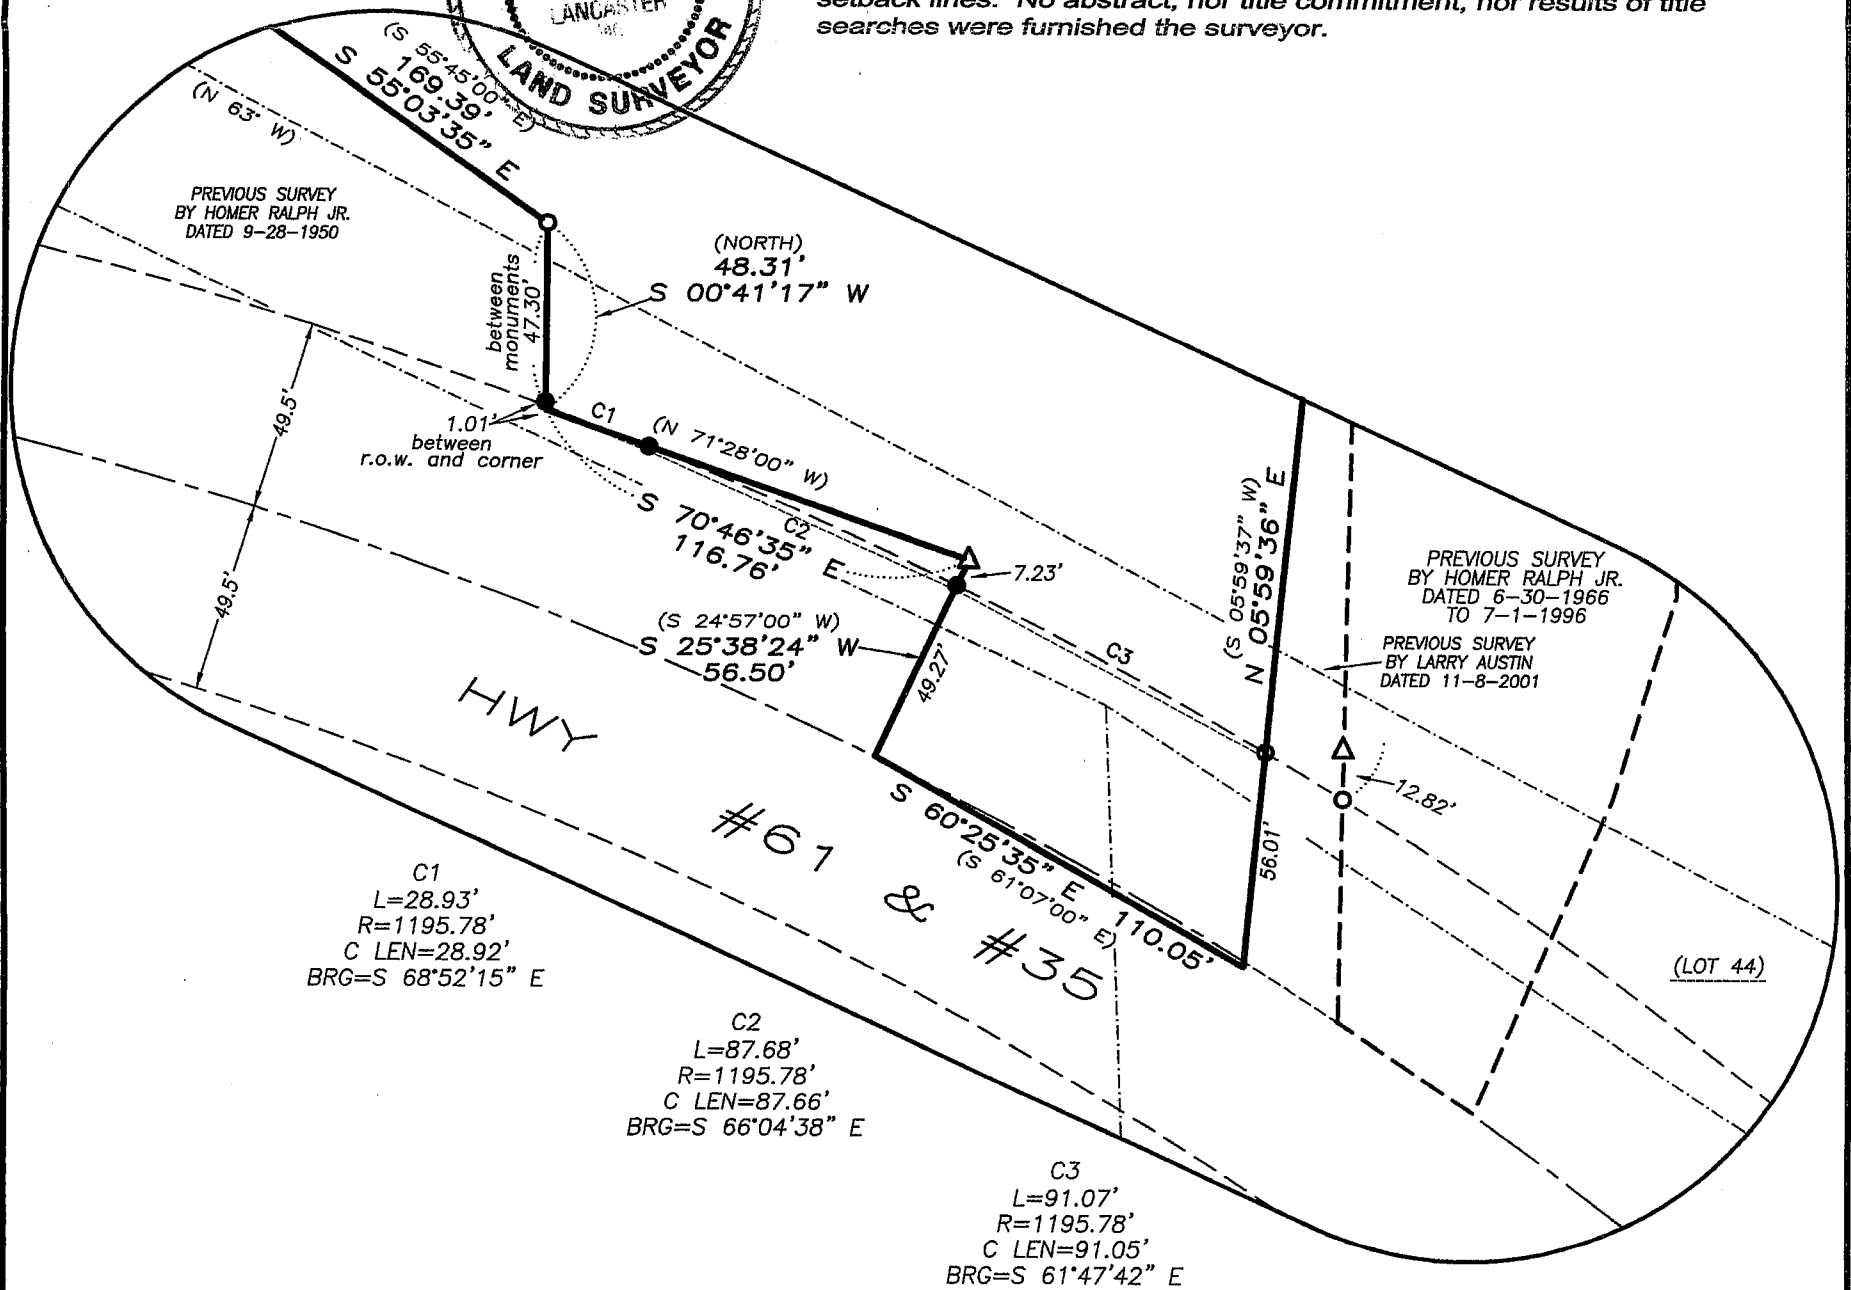 setback lines. No abstract, nor title commitment, nor results of title
searches were furnished the surveyor.
LANCASTER
LAND SURVEYOR
(S 55°45'00" E)
169.39'
S 55°03'35" E
(N 63° W)
PREVIOUS SURVEY
BY HOMER RALPH JR.
DATED 9-28-1950
between
monuments
47.30'
(NORTH)
48.31'
S 00°41'17" W
49.5'
49.5'
1.01'
between
r.o.w. and corner
C1
(N 71°28'00" W)
C2
S 70°46'35" E
116.76'
7.23'
(S 24°57'00" W)
S 25°38'24" W
56.50'
49.27'
C3
(S 05°59'37" W)
N 05°59'36" E
PREVIOUS SURVEY
BY HOMER RALPH JR.
DATED 6-30-1966
TO 7-1-1996
PREVIOUS SURVEY
BY LARRY AUSTIN
DATED 11-8-2001
12.82'
56.01'
HWY #61 & #35
S 60°25'35" E 110.05'
(S 61°07'00" E)
(LOT 44)
C1
L=28.93'
R=1195.78'
C LEN=28.92'
BRG=S 68°52'15" E
C2
L=87.68'
R=1195.78'
C LEN=87.66'
BRG=S 66°04'38" E
C3
L=91.07'
R=1195.78'
C LEN=91.05'
BRG=S 61°47'42" E